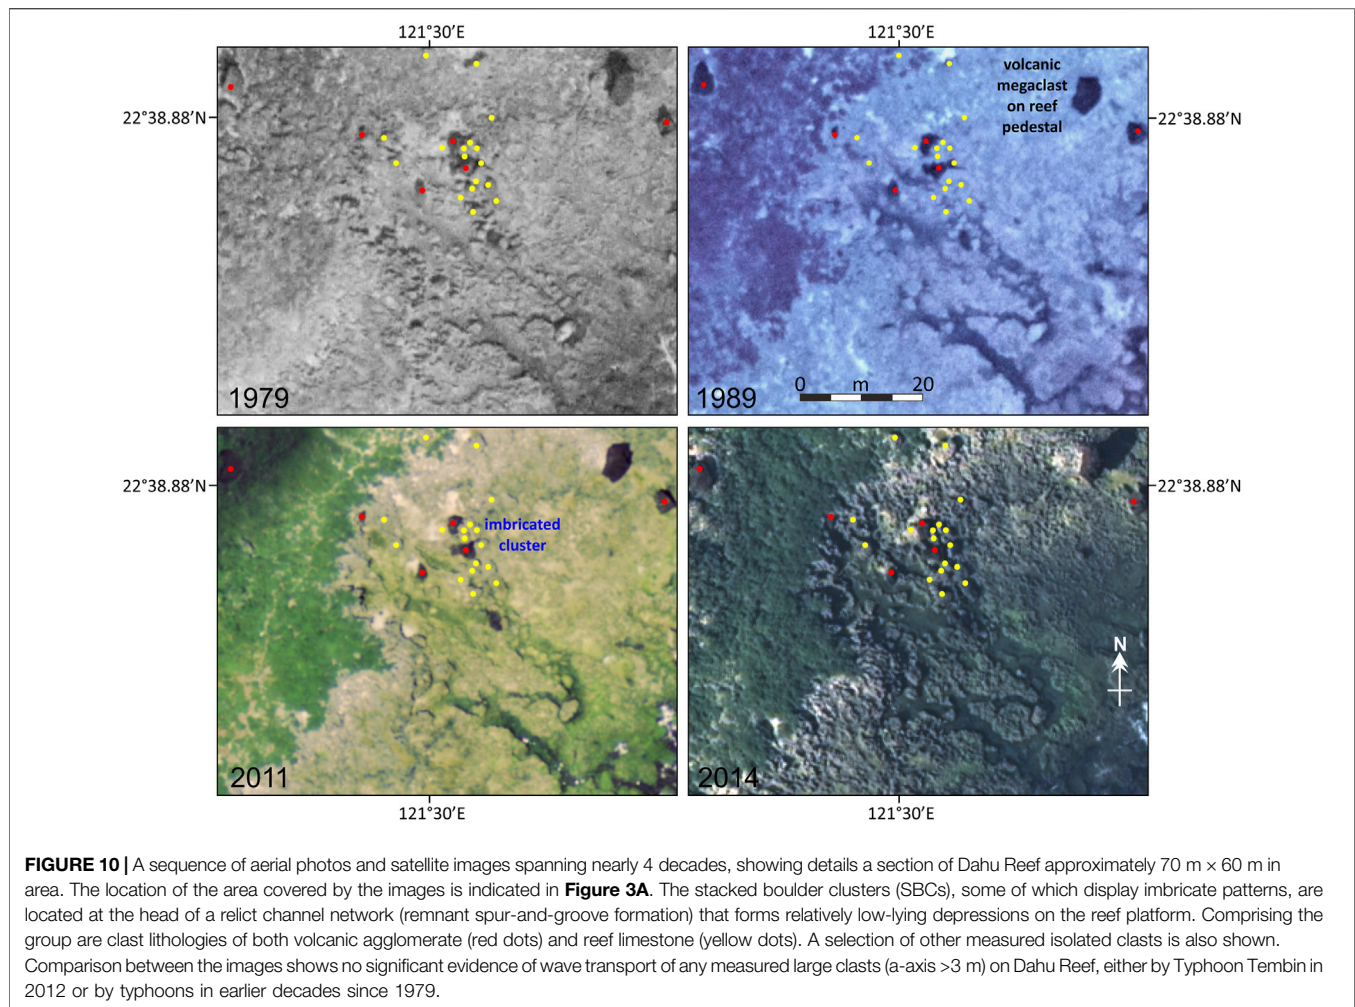 121°30′E 121°30′E
22°38.88′N
1979
volcanic
megaclast
on reef
pedestal
22°38.88′N
0 m 20
1989
22°38.88′N
imbricated
cluster
2011
22°38.88′N
N
2014
121°30′E 121°30′E
FIGURE 10 | A sequence of aerial photos and satellite images spanning nearly 4 decades, showing details a section of Dahu Reef approximately 70 m × 60 m in
area. The location of the area covered by the images is indicated in Figure 3A. The stacked boulder clusters (SBCs), some of which display imbricate patterns, are
located at the head of a relict channel network (remnant spur-and-groove formation) that forms relatively low-lying depressions on the reef platform. Comprising the
group are clast lithologies of both volcanic agglomerate (red dots) and reef limestone (yellow dots). A selection of other measured isolated clasts is also shown.
Comparison between the images shows no significant evidence of wave transport of any measured large clasts (a-axis >3 m) on Dahu Reef, either by Typhoon Tembin in
2012 or by typhoons in earlier decades since 1979.